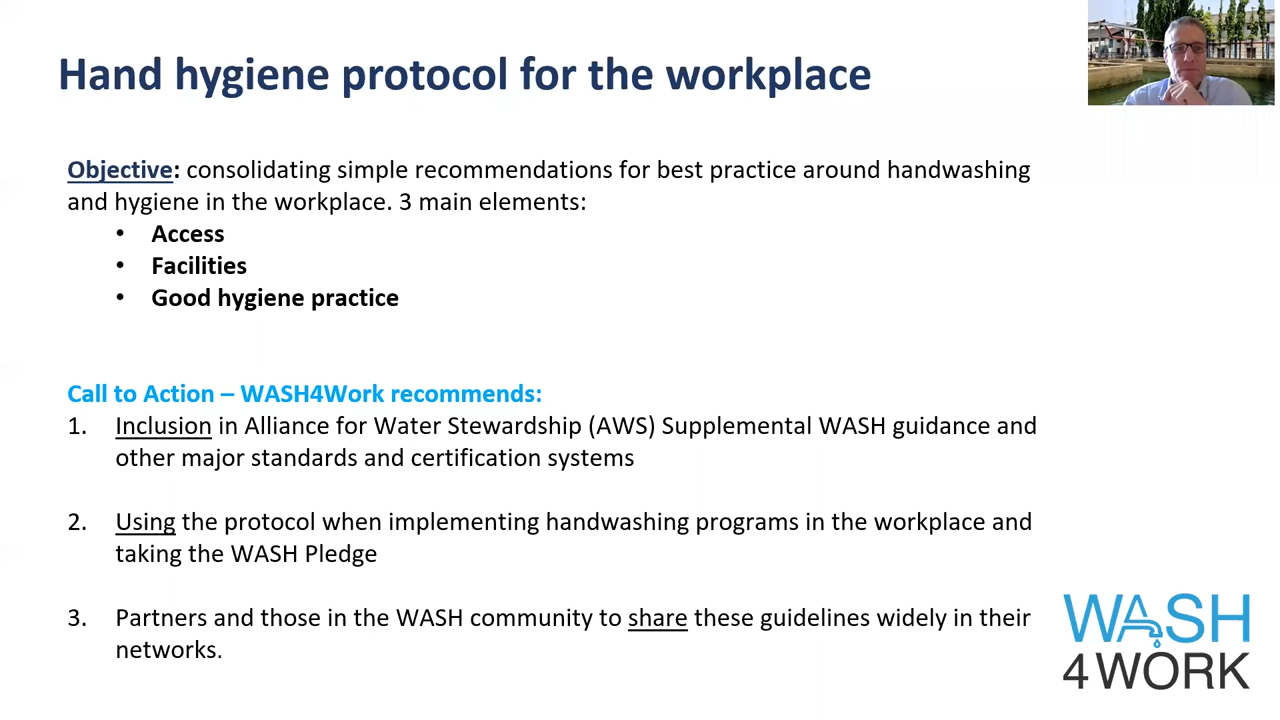 Hand hygiene protocol for the workplace
Objective: consolidating simple recommendations for best practice around handwashing
and hygiene in the workplace. 3 main elements:
• Access
• Facilities
• Good hygiene practice
Call to Action – WASH4Work recommends:
1. Inclusion in Alliance for Water Stewardship (AWS) Supplemental WASH guidance and
other major standards and certification systems
2. Using the protocol when implementing handwashing programs in the workplace and
taking the WASH Pledge
3. Partners and those in the WASH community to share these guidelines widely in their
networks.
WASH
4WORK